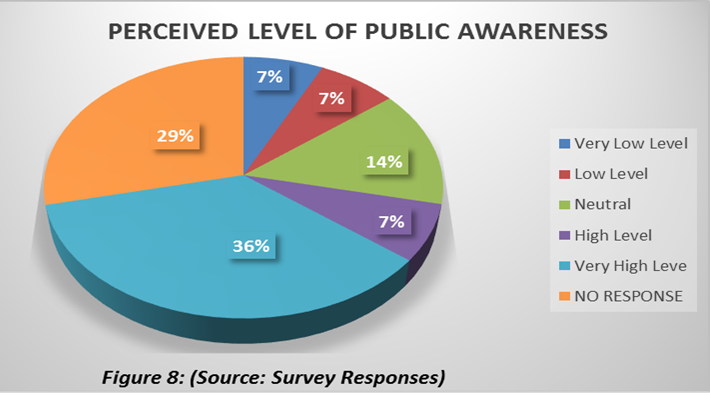 PERCEIVED LEVEL OF PUBLIC AWARENESS
7%
7%
29%
14%
7%
36%
Very Low Level
Low Level
Neutral
High Level
Very High Leve
NO RESPONSE
Figure 8: (Source: Survey Responses)